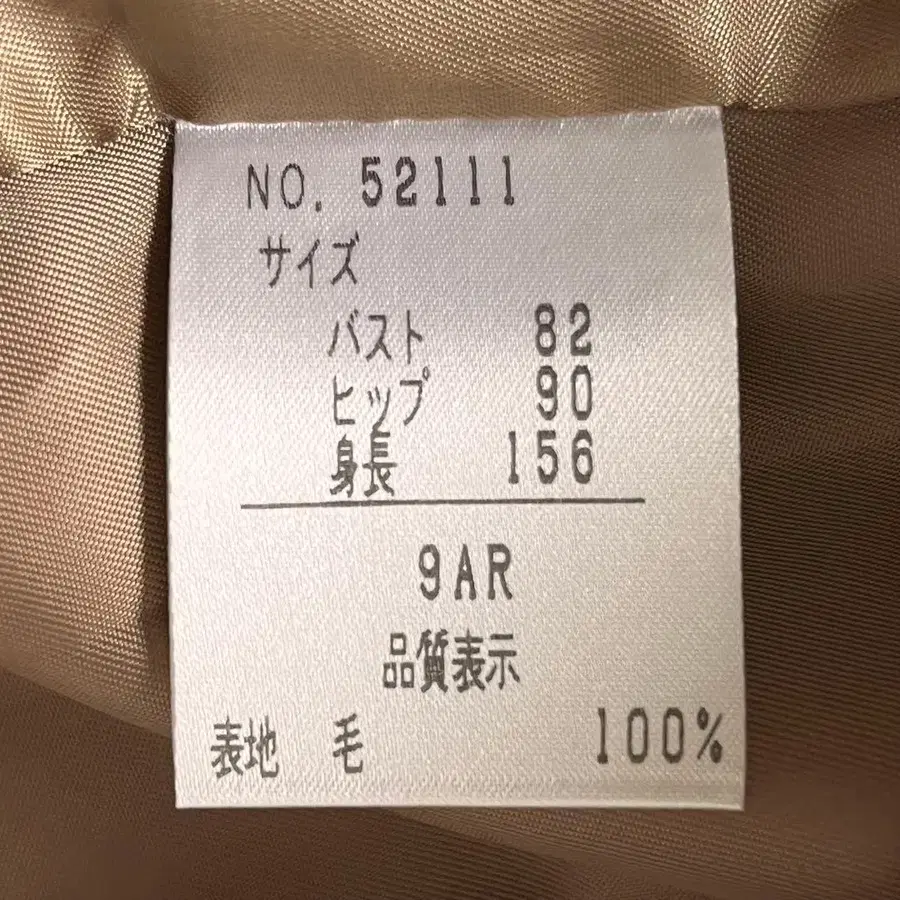 NO. 52111
サイズ
バスト 82
ヒップ 90
身長 156
9AR
品質表示
表地 毛 100%